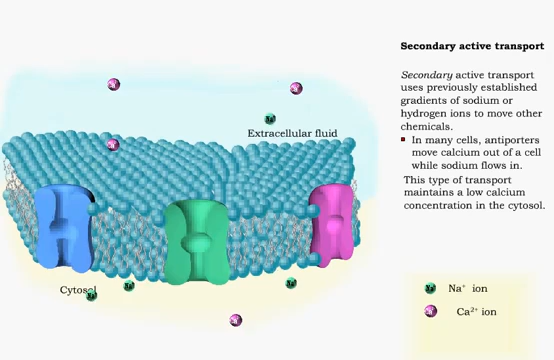 Secondary active transport
Secondary active transport
uses previously established
gradients of sodium or
hydrogen ions to move other
chemicals.
In many cells, antiporters
move calcium out of a cell
while sodium flows in.
This type of transport
maintains a low calcium
concentration in the cytosol.
Extracellular fluid
Cytosol
Na⁺ ion
Ca²⁺ ion